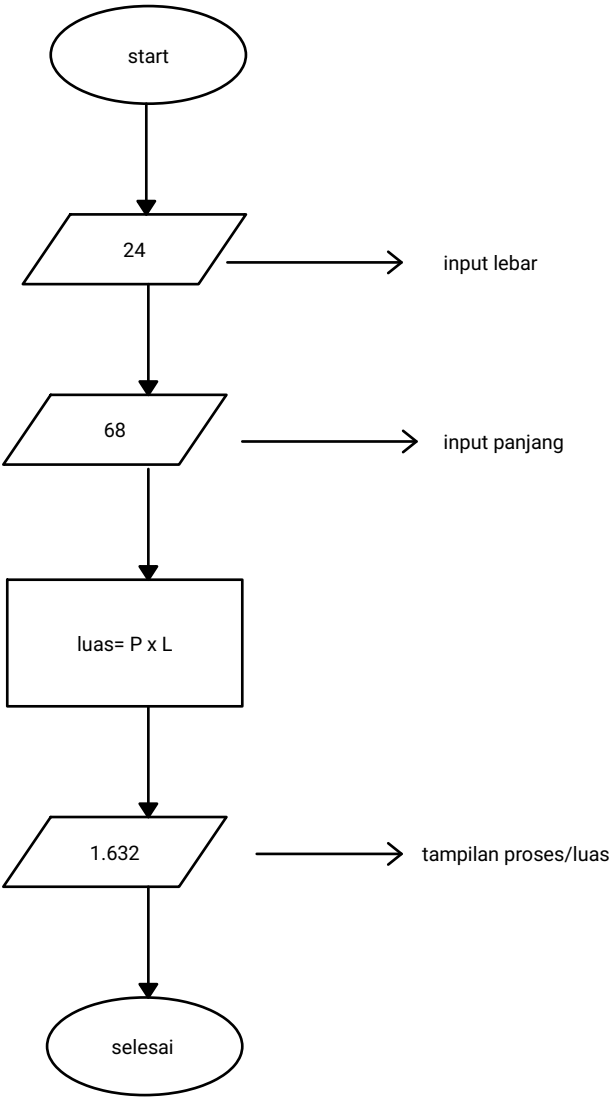 start
24
input lebar
68
input panjang
luas= P x L
1.632
tampilan proses/luas
selesai